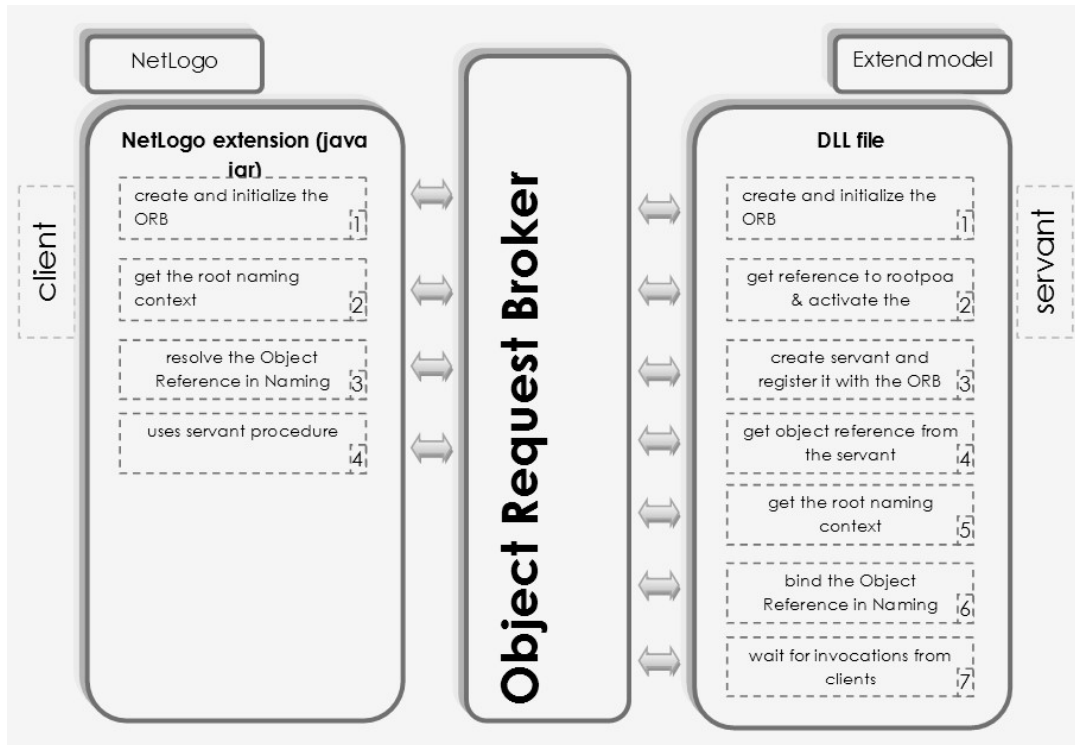 NetLogo
Extend model
client
NetLogo extension (java
jar)
create and initialize the
ORB
1
get the root naming
context
2
resolve the Object
Reference in Naming
3
uses servant procedure
4
Object Request Broker
DLL file
create and initialize the
ORB
1
get reference to rootpoa
& activate the
2
create servant and
register it with the ORB
3
get object reference from
the servant
4
get the root naming
context
5
bind the Object
Reference in Naming
6
wait for invocations from
clients
7
servant